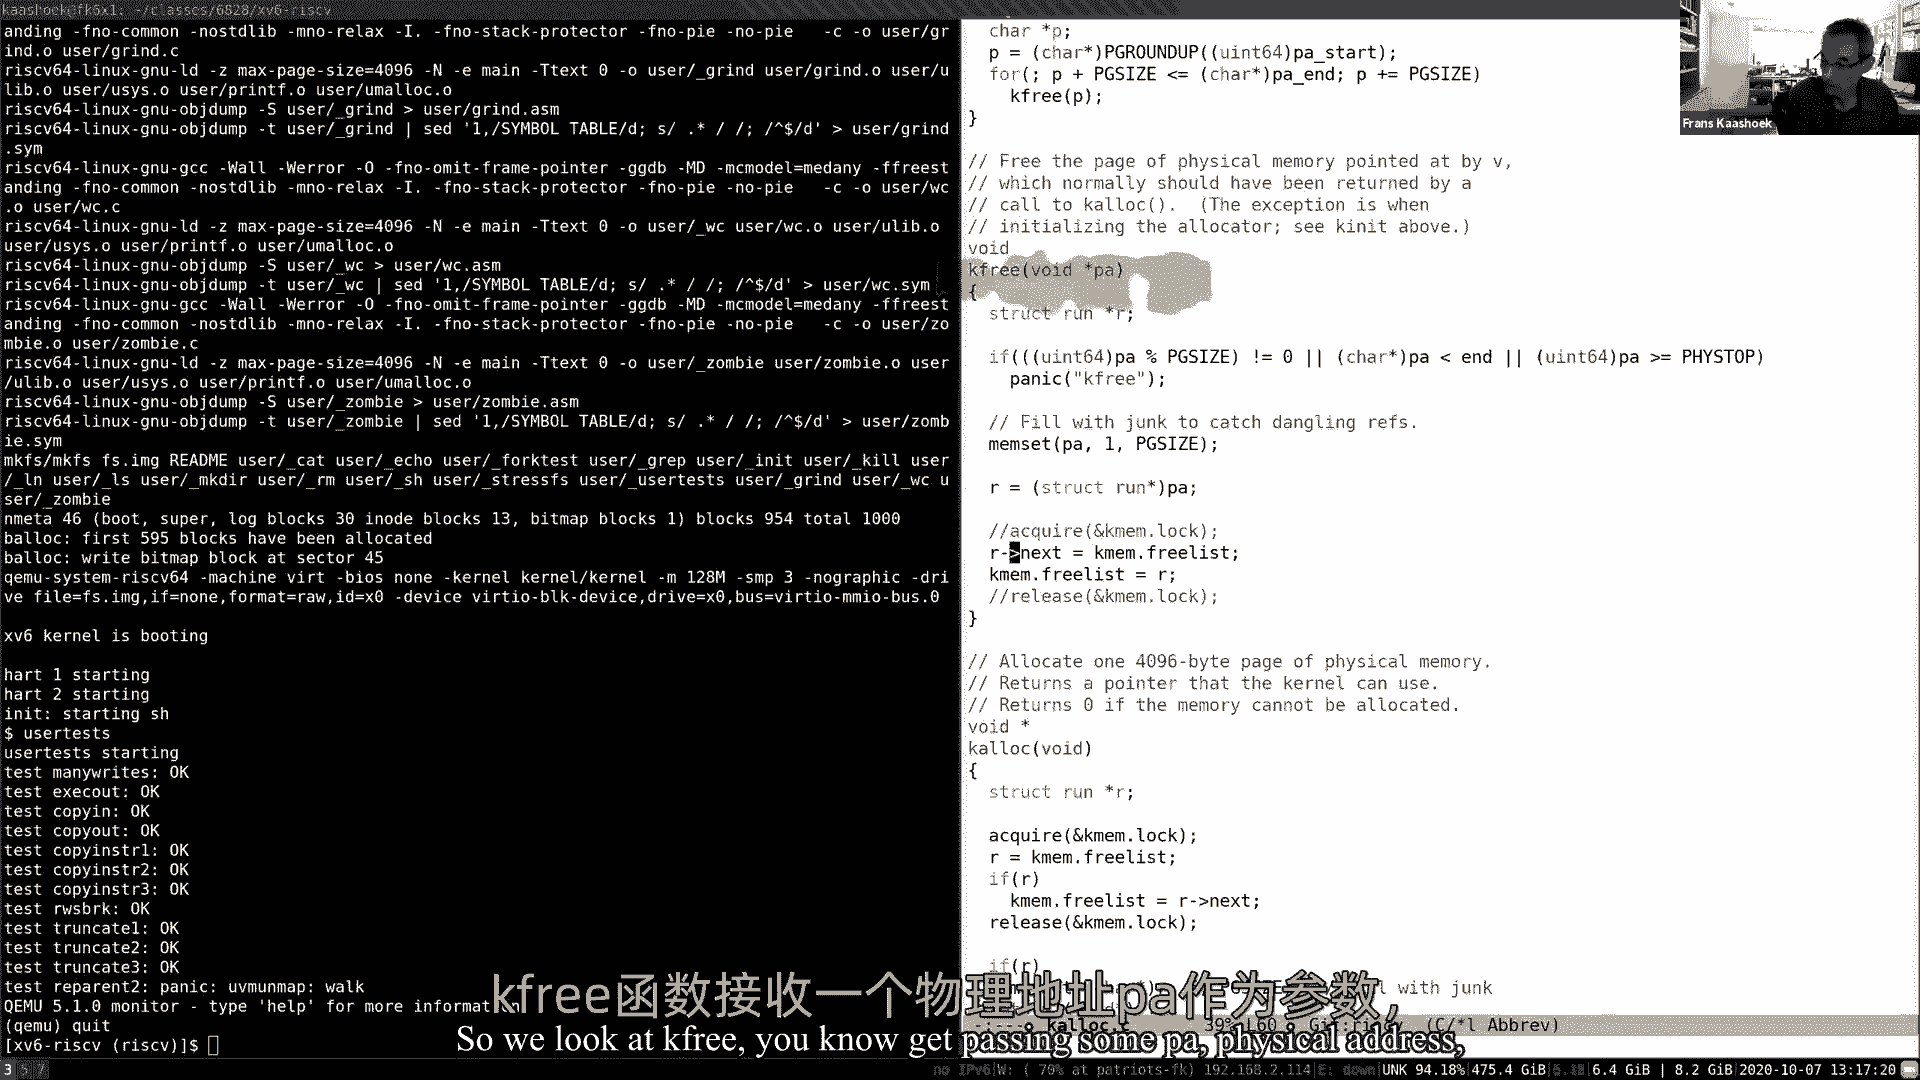 kaashoek@fk6x1: ~/classes/6828/xv6-riscv
anding -fno-common -nostdlib -mno-relax -I. -fno-stack-protector -fno-pie -no-pie   -c -o user/gr
ind.o user/grind.c
riscv64-linux-gnu-ld -z max-page-size=4096 -N -e main -Ttext 0 -o user/_grind user/grind.o user/u
lib.o user/usys.o user/printf.o user/umalloc.o
riscv64-linux-gnu-objdump -S user/_grind > user/grind.asm
riscv64-linux-gnu-objdump -t user/_grind | sed '1,/SYMBOL TABLE/d; s/ .* / /; /^$/d' > user/grind
.sym
riscv64-linux-gnu-gcc -Wall -Werror -O -fno-omit-frame-pointer -ggdb -MD -mcmodel=medany -ffreest
anding -fno-common -nostdlib -mno-relax -I. -fno-stack-protector -fno-pie -no-pie   -c -o user/wc
.o user/wc.c
riscv64-linux-gnu-ld -z max-page-size=4096 -N -e main -Ttext 0 -o user/_wc user/wc.o user/ulib.o
user/usys.o user/printf.o user/umalloc.o
riscv64-linux-gnu-objdump -S user/_wc > user/wc.asm
riscv64-linux-gnu-objdump -t user/_wc | sed '1,/SYMBOL TABLE/d; s/ .* / /; /^$/d' > user/wc.sym
riscv64-linux-gnu-gcc -Wall -Werror -O -fno-omit-frame-pointer -ggdb -MD -mcmodel=medany -ffreest
anding -fno-common -nostdlib -mno-relax -I. -fno-stack-protector -fno-pie -no-pie   -c -o user/zo
mbie.o user/zombie.c
riscv64-linux-gnu-ld -z max-page-size=4096 -N -e main -Ttext 0 -o user/_zombie user/zombie.o user
/ulib.o user/usys.o user/printf.o user/umalloc.o
riscv64-linux-gnu-objdump -S user/_zombie > user/zombie.asm
riscv64-linux-gnu-objdump -t user/_zombie | sed '1,/SYMBOL TABLE/d; s/ .* / /; /^$/d' > user/zomb
ie.sym
mkfs/mkfs fs.img README user/_cat user/_echo user/_forktest user/_grep user/_init user/_kill user
/_ln user/_ls user/_mkdir user/_rm user/_sh user/_stressfs user/_usertests user/_grind user/_wc u
ser/_zombie
nmeta 46 (boot, super, log blocks 30 inode blocks 13, bitmap blocks 1) blocks 954 total 1000
balloc: first 595 blocks have been allocated
balloc: write bitmap block at sector 45
qemu-system-riscv64 -machine virt -bios none -kernel kernel/kernel -m 128M -smp 3 -nographic -dri
ve file=fs.img,if=none,format=raw,id=x0 -device virtio-blk-device,drive=x0,bus=virtio-mmio-bus.0
xv6 kernel is booting
hart 1 starting
hart 2 starting
init: starting sh
$ usertests
usertests starting
test manywrites: OK
test execout: OK
test copyin: OK
test copyout: OK
test copyinstr1: OK
test copyinstr2: OK
test copyinstr3: OK
test rwsbrk: OK
test truncate1: OK
test truncate2: OK
test truncate3: OK
test reparent2: panic: uvmunmap: walk
QEMU 5.1.0 monitor - type 'help' for more informat
(qemu) quit
[xv6-riscv (riscv)]$
char *p;
p = (char*)PGROUNDUP((uint64)pa_start);
for(; p + PGSIZE <= (char*)pa_end; p += PGSIZE)
kfree(p);
}
// Free the page of physical memory pointed at by v,
// which normally should have been returned by a
// call to kalloc().  (The exception is when
// initializing the allocator; see kinit above.)
void
kfree(void *pa)
{
struct run *r;
if(((uint64)pa % PGSIZE) != 0 || (char*)pa < end || (uint64)pa >= PHYSTOP)
panic("kfree");
// Fill with junk to catch dangling refs.
memset(pa, 1, PGSIZE);
r = (struct run*)pa;
//acquire(&kmem.lock);
r->next = kmem.freelist;
kmem.freelist = r;
//release(&kmem.lock);
}
// Allocate one 4096-byte page of physical memory.
// Returns a pointer that the kernel can use.
// Returns 0 if the memory cannot be allocated.
void *
kalloc(void)
{
struct run *r;
acquire(&kmem.lock);
r = kmem.freelist;
if(r)
kmem.freelist = r->next;
release(&kmem.lock);
if(r)
with junk
kalloc.c   39% L60   (C/*l Abbrev)
Frans Kaashoek
kfree函数接收一个物理地址pa作为参数，
So we look at kfree, you know get passing some pa, physical address,
3 5 7
no IPv6 W: ( 70% at patriots-fk) 192.168.2.114 E: down UNK 94.18% 475.4 GiB 6.4 GiB | 8.2 GiB 2020-10-07 13:17:20